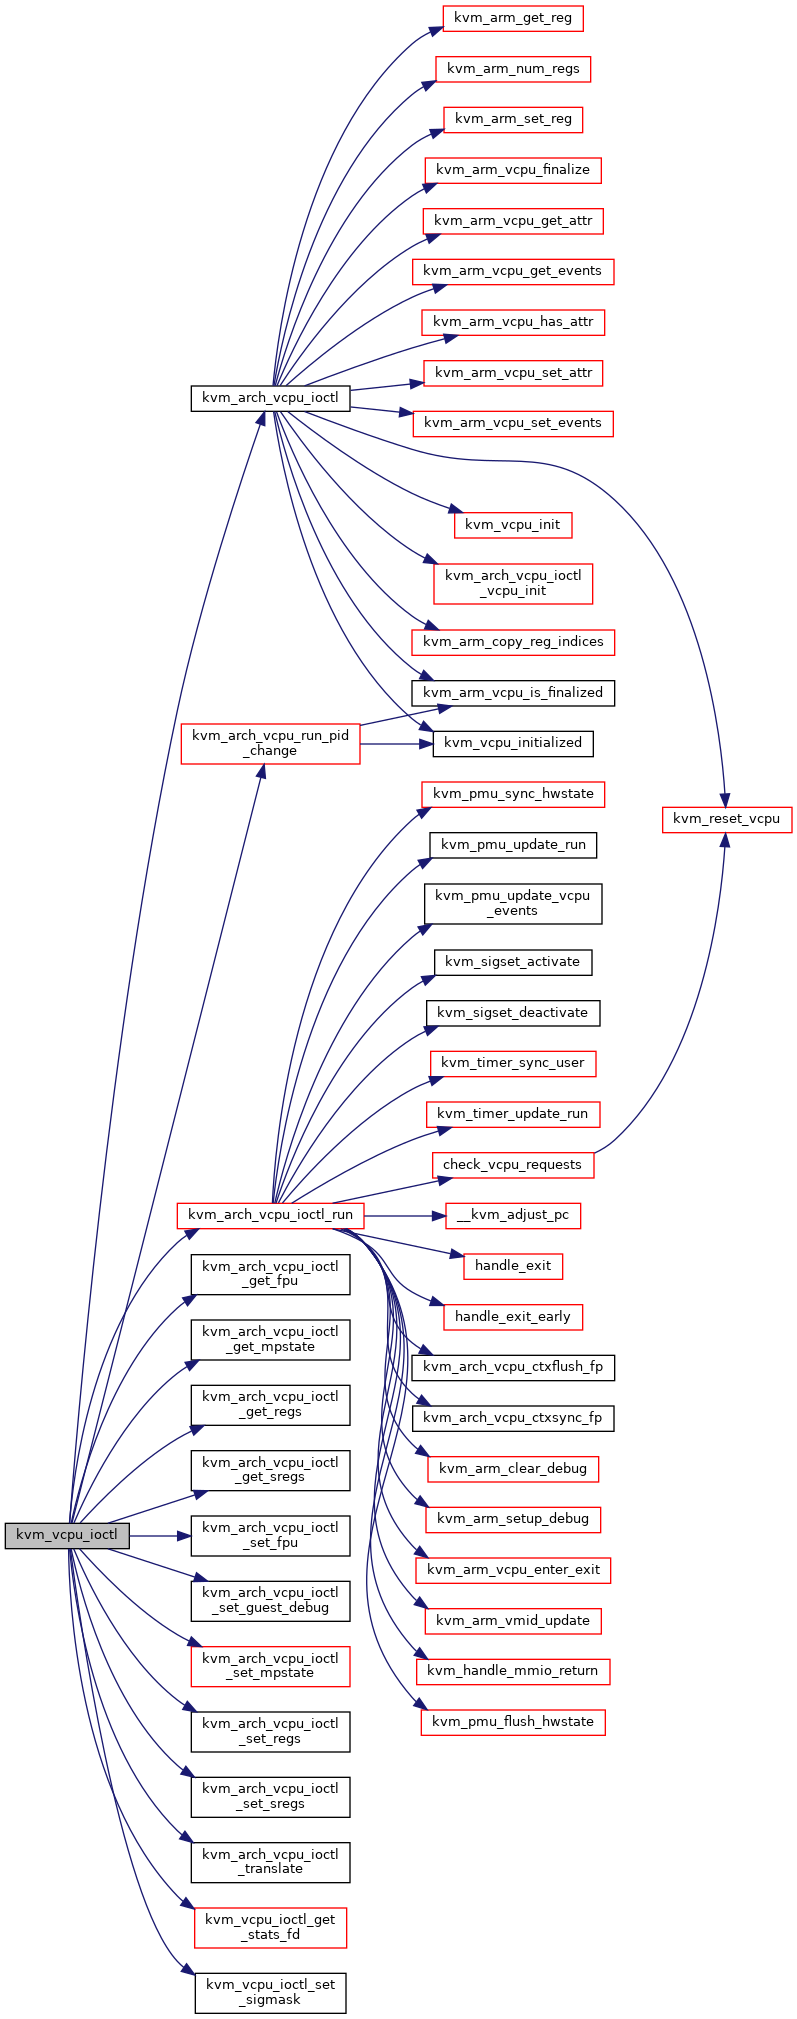 kvm_arm_get_reg
kvm_arm_num_regs
kvm_arm_set_reg
kvm_arm_vcpu_finalize
kvm_arm_vcpu_get_attr
kvm_arm_vcpu_get_events
kvm_arm_vcpu_has_attr
kvm_arm_vcpu_set_attr
kvm_arch_vcpu_ioctl
kvm_arm_vcpu_set_events
kvm_vcpu_init
kvm_arch_vcpu_ioctl
_vcpu_init
kvm_arm_copy_reg_indices
kvm_arm_vcpu_is_finalized
kvm_arch_vcpu_run_pid
_change
kvm_vcpu_initialized
kvm_pmu_sync_hwstate
kvm_reset_vcpu
kvm_pmu_update_run
kvm_pmu_update_vcpu
_events
kvm_sigset_activate
kvm_sigset_deactivate
kvm_timer_sync_user
kvm_timer_update_run
check_vcpu_requests
kvm_arch_vcpu_ioctl_run
__kvm_adjust_pc
kvm_arch_vcpu_ioctl
_get_fpu
handle_exit
handle_exit_early
kvm_arch_vcpu_ioctl
_get_mpstate
kvm_arch_vcpu_ctxflush_fp
kvm_arch_vcpu_ioctl
_get_regs
kvm_arch_vcpu_ctxsync_fp
kvm_arch_vcpu_ioctl
_get_sregs
kvm_arm_clear_debug
kvm_vcpu_ioctl
kvm_arch_vcpu_ioctl
_set_fpu
kvm_arm_setup_debug
kvm_arm_vcpu_enter_exit
kvm_arch_vcpu_ioctl
_set_guest_debug
kvm_arm_vmid_update
kvm_arch_vcpu_ioctl
_set_mpstate
kvm_handle_mmio_return
kvm_arch_vcpu_ioctl
_set_regs
kvm_pmu_flush_hwstate
kvm_arch_vcpu_ioctl
_set_sregs
kvm_arch_vcpu_ioctl
_translate
kvm_vcpu_ioctl_get
_stats_fd
kvm_vcpu_ioctl_set
_sigmask